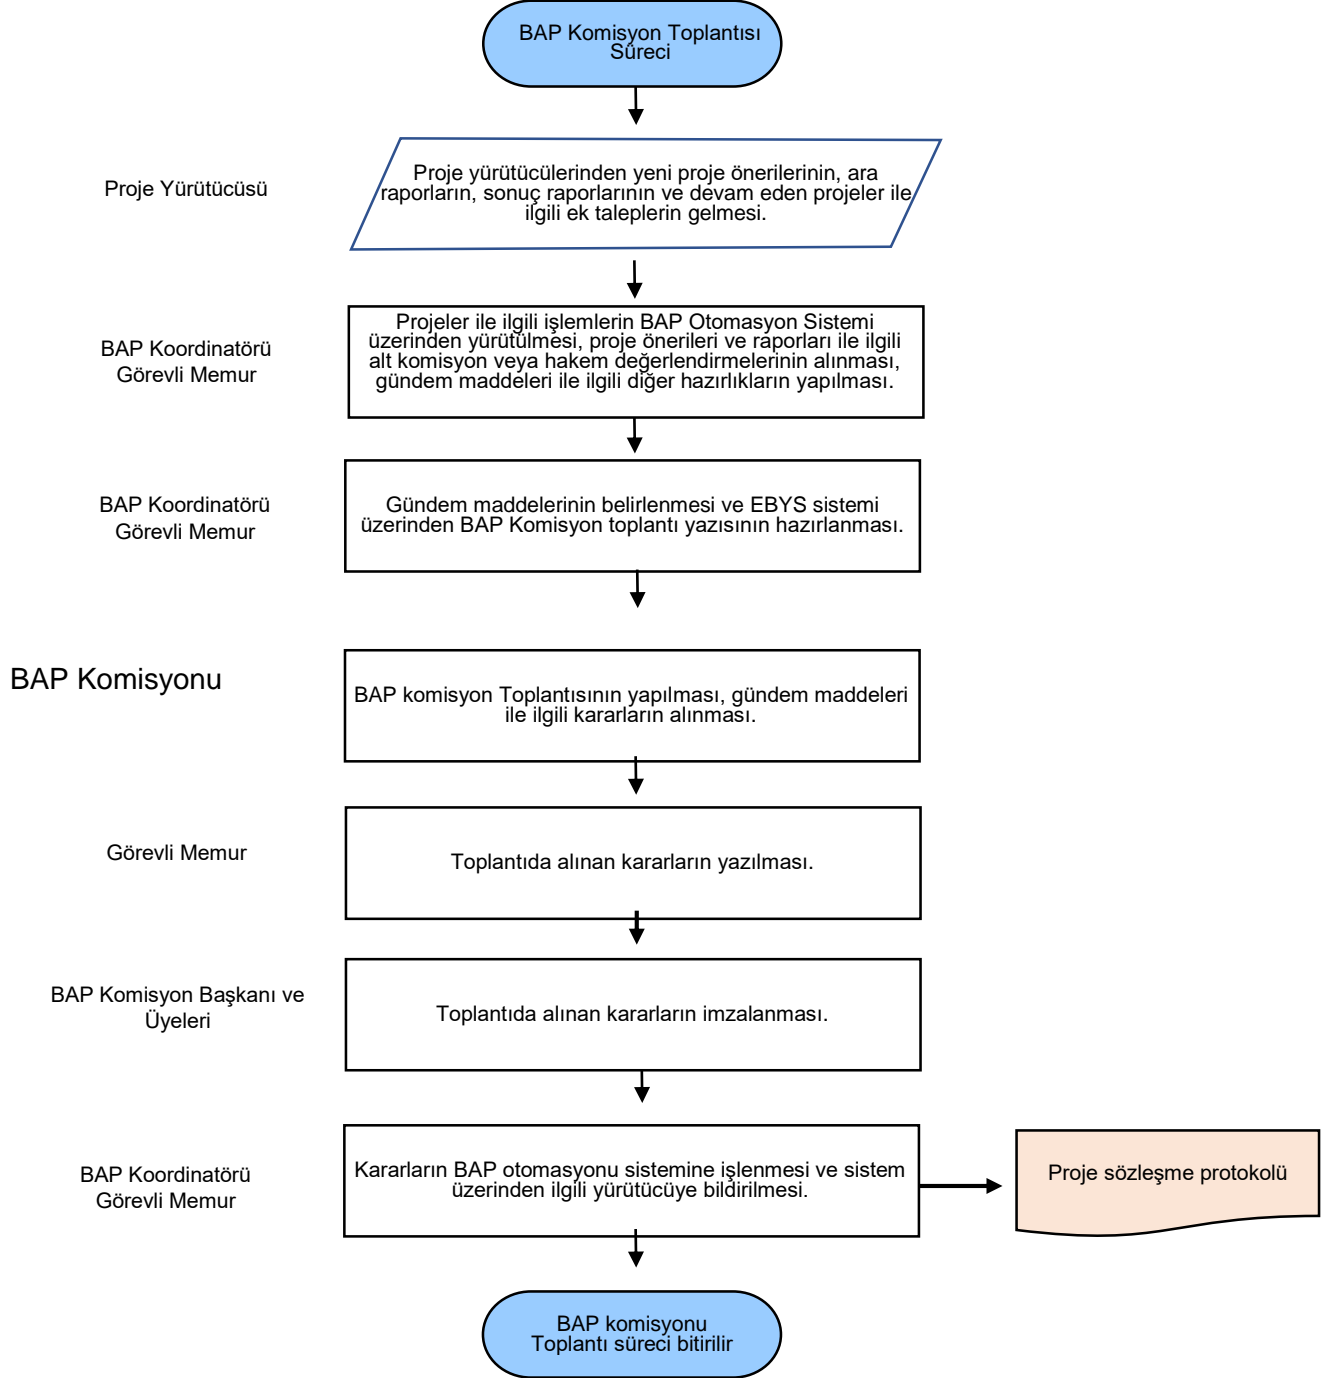 BAP Komisyon Toplantısı
Süreci
Proje Yürütücüsü
Proje yürütücülerinden yeni proje önerilerinin, ara
raporların, sonuç raporlarının ve devam eden projeler ile
ilgili ek taleplerin gelmesi.
BAP Koordinatörü
Görevli Memur
Projeler ile ilgili işlemlerin BAP Otomasyon Sistemi
üzerinden yürütülmesi, proje önerileri ve raporları ile ilgili
alt komisyon veya hakem değerlendirmelerinin alınması,
gündem maddeleri ile ilgili diğer hazırlıkların yapılması.
BAP Koordinatörü
Görevli Memur
Gündem maddelerinin belirlenmesi ve EBYS sistemi
üzerinden BAP Komisyon toplantı yazısının hazırlanması.
BAP Komisyonu
BAP komisyon Toplantısının yapılması, gündem maddeleri
ile ilgili kararların alınması.
Görevli Memur
Toplantıda alınan kararların yazılması.
BAP Komisyon Başkanı ve
Üyeleri
Toplantıda alınan kararların imzalanması.
BAP Koordinatörü
Görevli Memur
Kararların BAP otomasyonu sistemine işlenmesi ve sistem
üzerinden ilgili yürütücüye bildirilmesi.
Proje sözleşme protokolü
BAP komisyonu
Toplantı süreci bitirilir